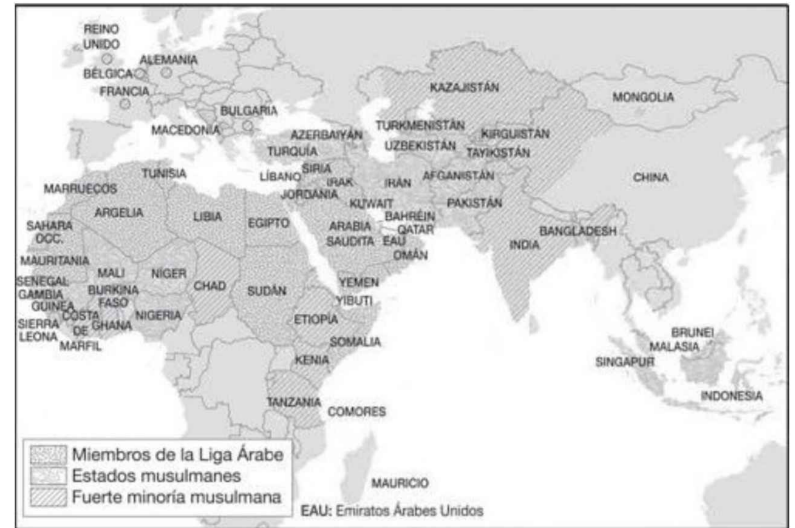 REINO
UNIDO
ALEMANIA
BÉLGICA
FRANCIA
BULGARIA
MACEDONIA
KAZAJISTÁN
MONGOLIA
AZERBAIYÁN
TURKMENISTÁN
KIRGUISTÁN
TURQUÍA
UZBEKISTÁN
TAYIKISTÁN
TUNISIA
LÍBANO
SIRIA
IRAK
IRÁN
AFGANISTÁN
CHINA
MARRUECOS
JORDANIA
KUWAIT
PAKISTÁN
ARGELIA
LIBIA
EGIPTO
ARABIA
SAUDITA
BAHRÉIN
QATAR
EAU
OMÁN
INDIA
BANGLADESH
SAHARA
OCC.
MAURITANIA
MALI
NÍGER
CHAD
SUDÁN
YEMEN
YIBUTI
SENEGAL
GAMBIA
GUINEA
BURKINA
FASO
SIERRA
LEONA
COSTA
DE
MARFIL
GHANA
NIGERIA
ETIOPÍA
SOMALIA
KENIA
TANZANIA
COMORES
BRUNEI
MALASIA
SINGAPUR
INDONESIA
MAURICIO
Miembros de la Liga Árabe
Estados musulmanes
Fuerte minoría musulmana
EAU: Emiratos Árabes Unidos